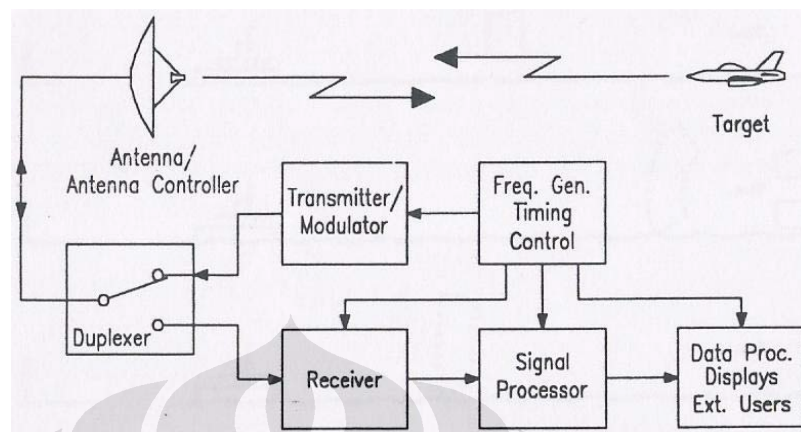 Antenna/
Antenna Controller
Target
Transmitter/
Modulator
Freq. Gen.
Timing
Control
Duplexer
Receiver
Signal
Processor
Data Proc.
Displays
Ext. Users